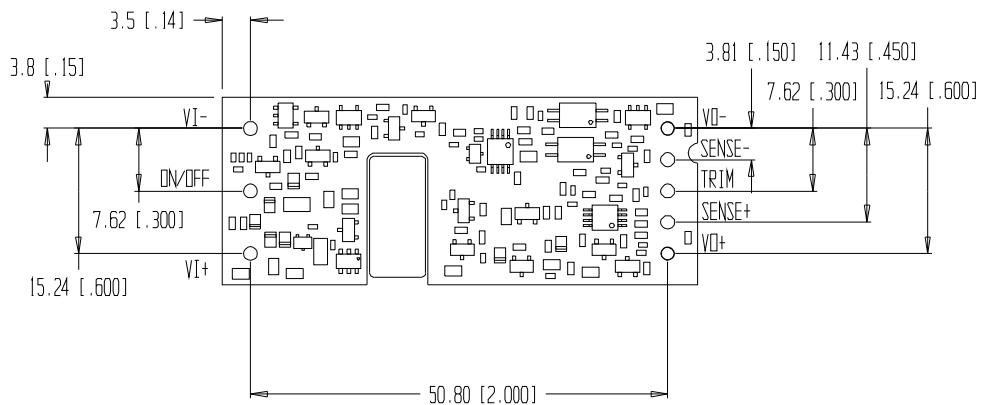 3.5 [.14]
3.8 [.15]
3.81 [.150]
11.43 [.450]
7.62 [.300]
15.24 [.600]
VI-
VO-
SENSE-
ON/OFF
TRIM
7.62 [.300]
SENSE+
VI+
VO+
15.24 [.600]
50.80 [2.000]